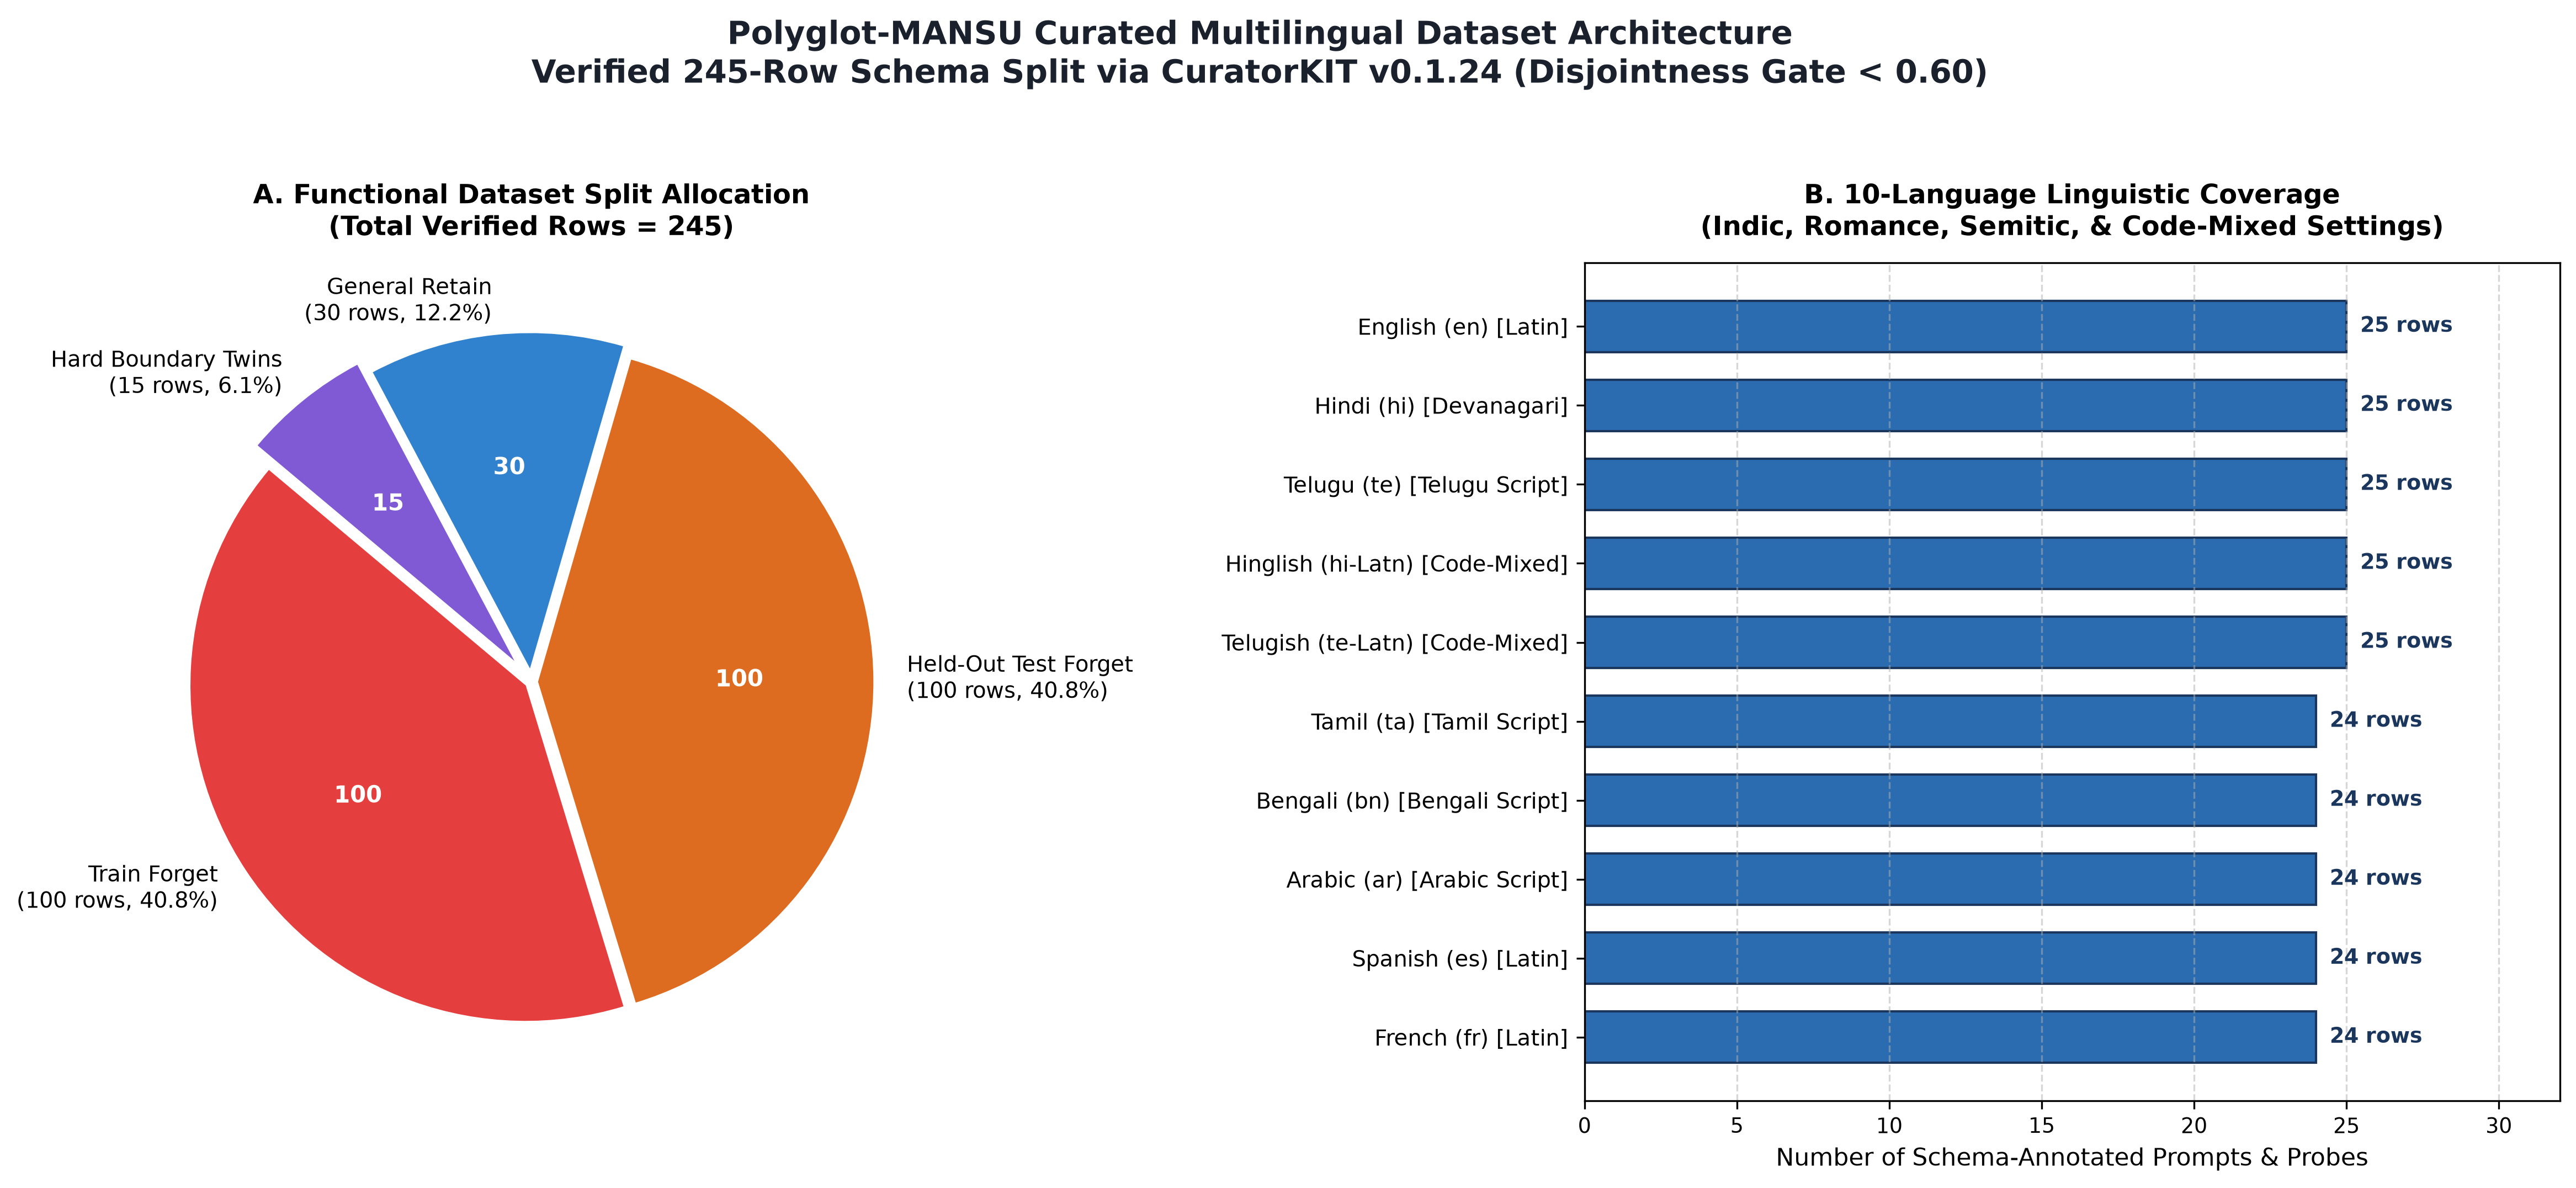 Polyglot-MANSU Curated Multilingual Dataset Architecture
Verified 245-Row Schema Split via CuratorKIT v0.1.24 (Disjointness Gate < 0.60)
A. Functional Dataset Split Allocation
(Total Verified Rows = 245)
General Retain
(30 rows, 12.2%)
Hard Boundary Twins
(15 rows, 6.1%)
30
15
100
Held-Out Test Forget
(100 rows, 40.8%)
100
Train Forget
(100 rows, 40.8%)
B. 10-Language Linguistic Coverage
(Indic, Romance, Semitic, & Code-Mixed Settings)
English (en) [Latin] 25 rows
Hindi (hi) [Devanagari] 25 rows
Telugu (te) [Telugu Script] 25 rows
Hinglish (hi-Latn) [Code-Mixed] 25 rows
Telugish (te-Latn) [Code-Mixed] 25 rows
Tamil (ta) [Tamil Script] 24 rows
Bengali (bn) [Bengali Script] 24 rows
Arabic (ar) [Arabic Script] 24 rows
Spanish (es) [Latin] 24 rows
French (fr) [Latin] 24 rows
0 5 10 15 20 25 30
Number of Schema-Annotated Prompts & Probes